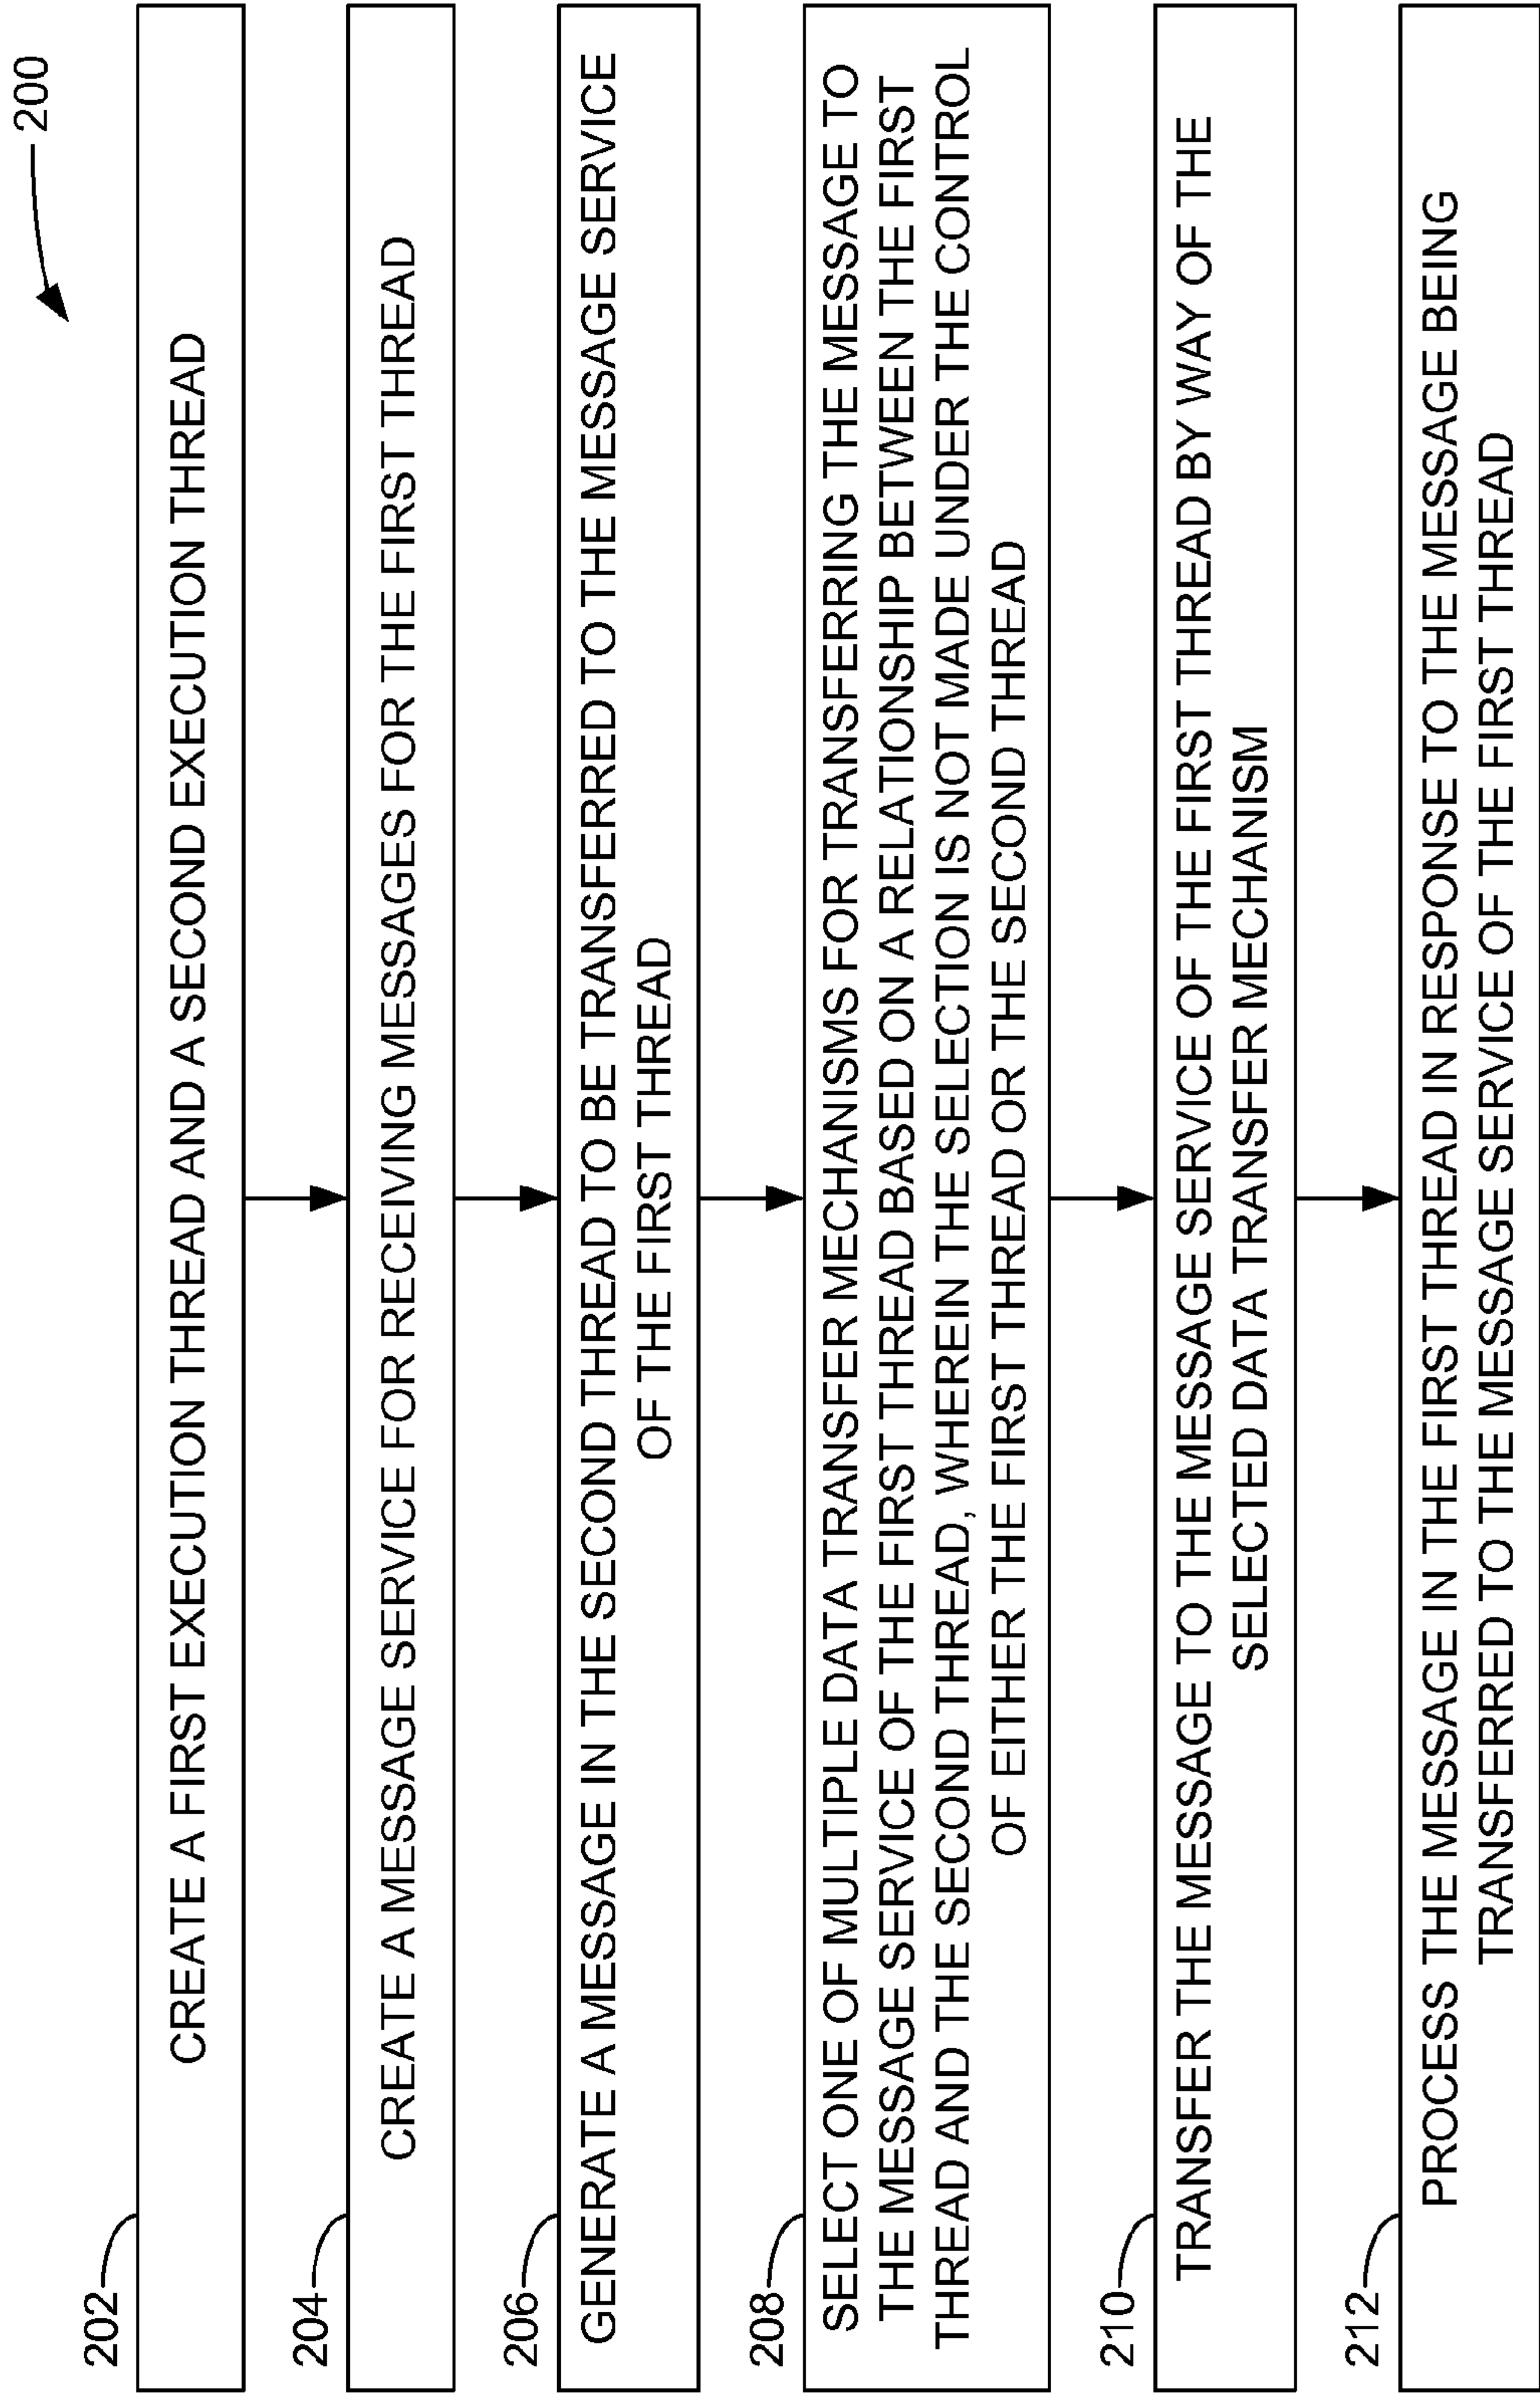 200
202
CREATE A FIRST EXECUTION THREAD AND A SECOND EXECUTION THREAD
204
CREATE A MESSAGE SERVICE FOR RECEIVING MESSAGES FOR THE FIRST THREAD
206
GENERATE A MESSAGE IN THE SECOND THREAD TO BE TRANSFERRED TO THE MESSAGE SERVICE
OF THE FIRST THREAD
208
SELECT ONE OF MULTIPLE DATA TRANSFER MECHANISMS FOR TRANSFERRING THE MESSAGE TO
THE MESSAGE SERVICE OF THE FIRST THREAD BASED ON A RELATIONSHIP BETWEEN THE FIRST
THREAD AND THE SECOND THREAD, WHEREIN THE SELECTION IS NOT MADE UNDER THE CONTROL
OF EITHER THE FIRST THREAD OR THE SECOND THREAD
210
TRANSFER THE MESSAGE TO THE MESSAGE SERVICE OF THE FIRST THREAD BY WAY OF THE
SELECTED DATA TRANSFER MECHANISM
212
PROCESS THE MESSAGE IN THE FIRST THREAD IN RESPONSE TO THE MESSAGE BEING
TRANSFERRED TO THE MESSAGE SERVICE OF THE FIRST THREAD